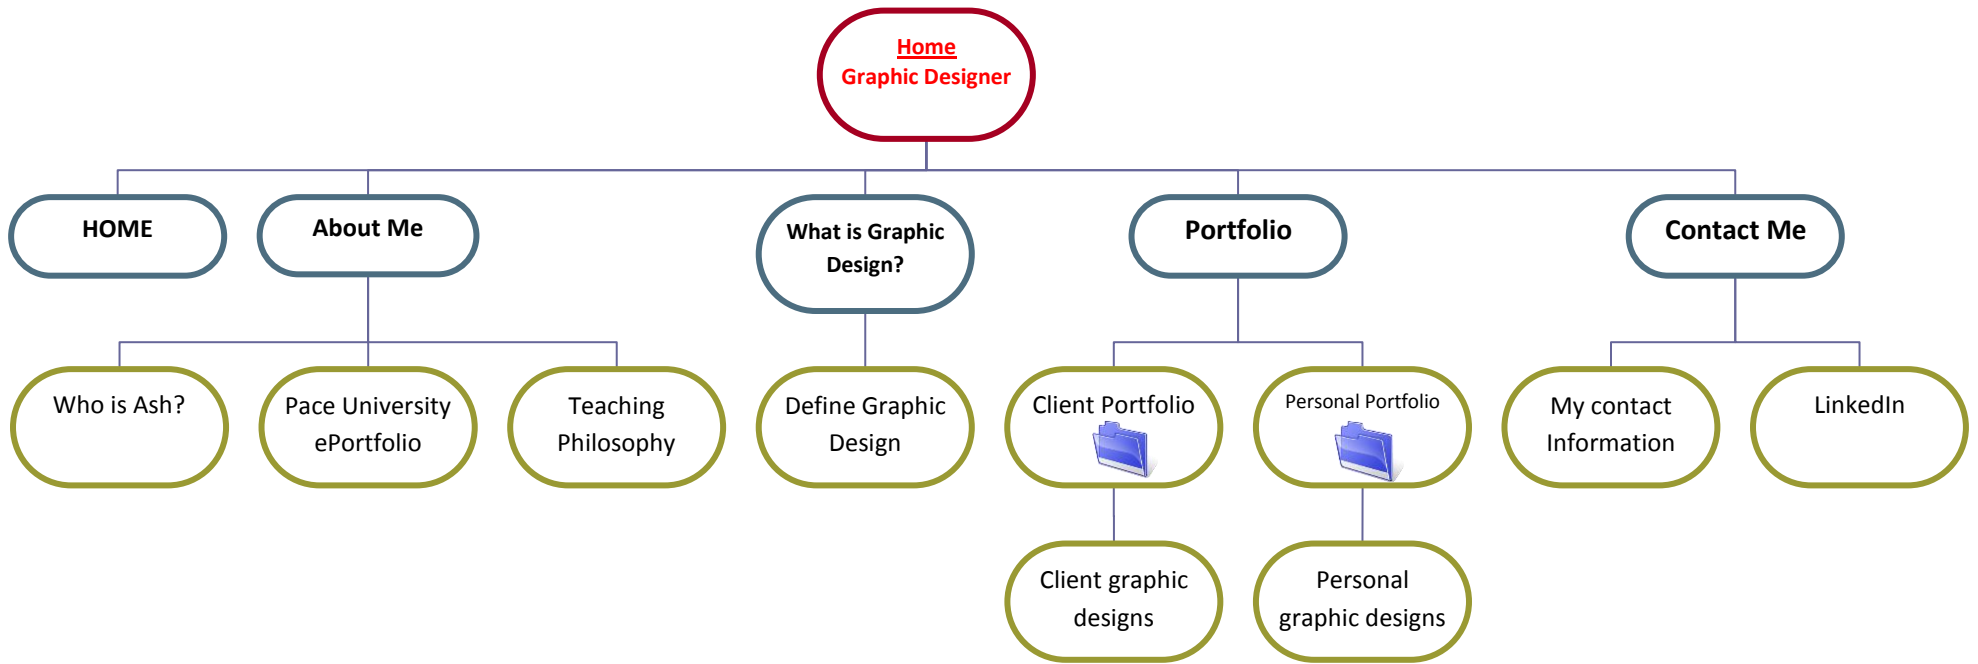 Home
Graphic Designer
HOME
About Me
What is Graphic
Design?
Portfolio
Contact Me
Who is Ash?
Pace University
ePortfolio
Teaching
Philosophy
Define Graphic
Design
Client Portfolio
Personal Portfolio
My contact
Information
LinkedIn
Client graphic
designs
Personal
graphic designs